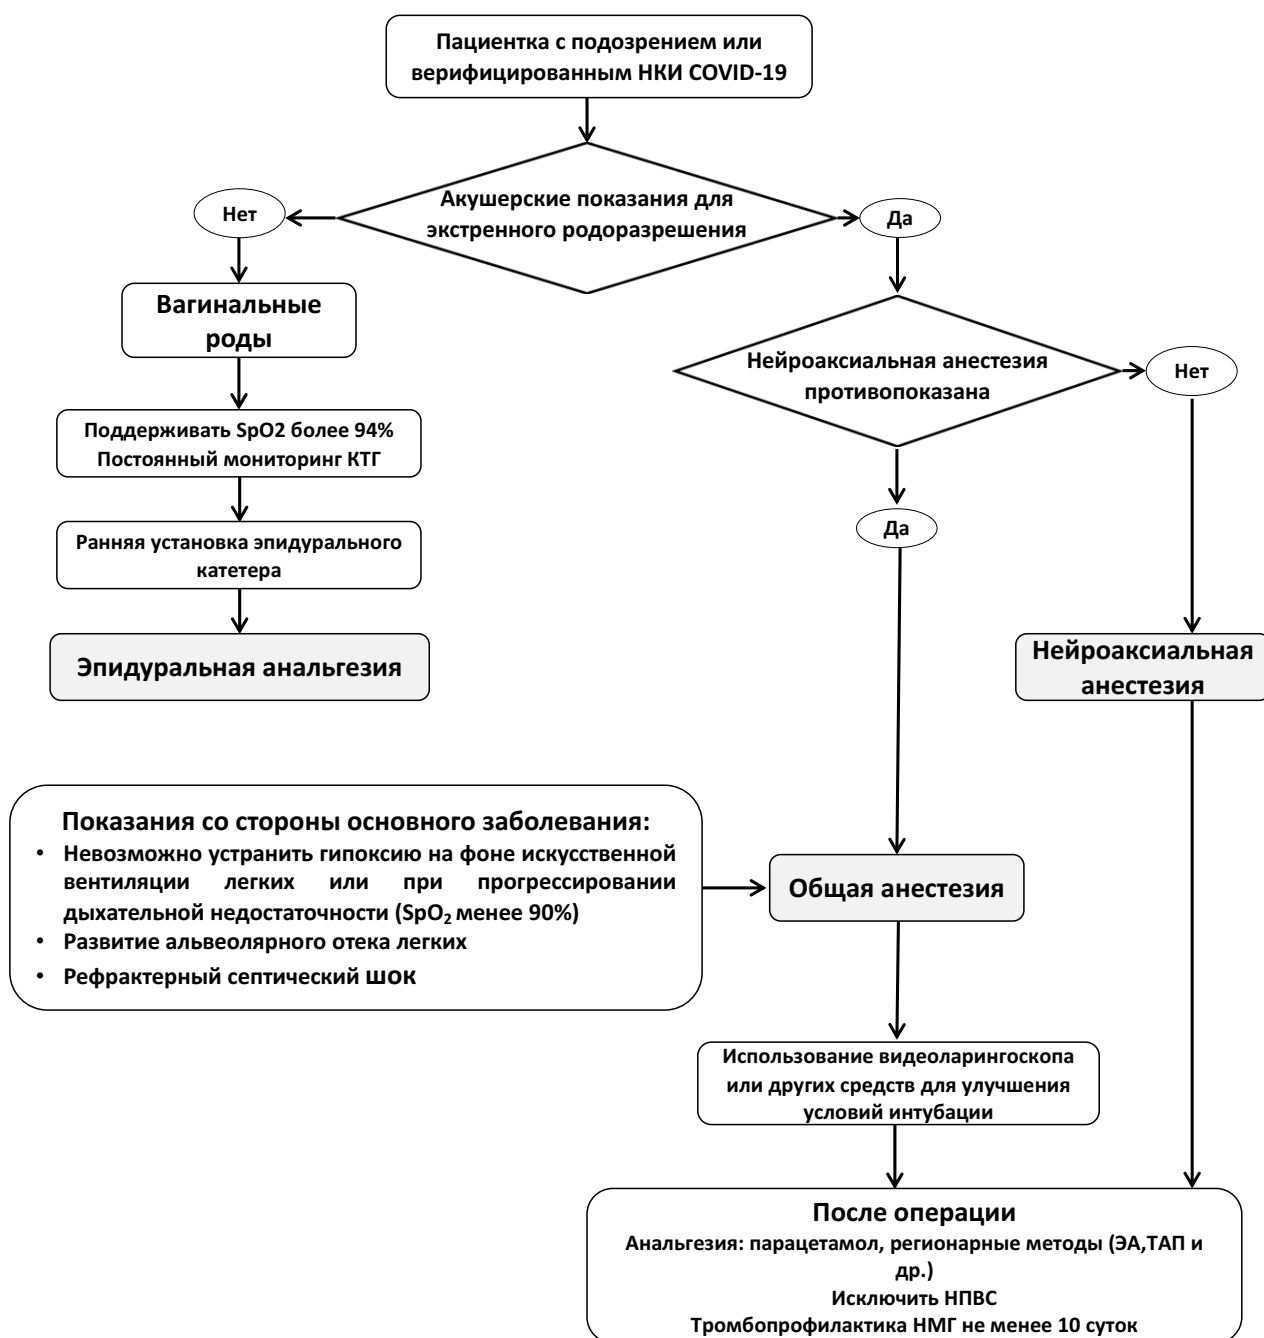 Пациентка с подозрением или
верифицированным НКИ COVID-19
Акушерские показания для
экстренного родоразрешения
Нет
Да
Вагинальные
роды
Нейроаксиальная анестезия
противопоказана
Нет
Поддерживать SpO2 более 94%
Постоянный мониторинг КТГ
Да
Ранняя установка эпидурального
катетера
Эпидуральная анальгезия
Нейроаксиальная
анестезия
Показания со стороны основного заболевания:
• Невозможно устранить гипоксию на фоне искусственной
вентиляции легких или при прогрессировании
дыхательной недостаточности (SpO₂ менее 90%)
• Развитие альвеолярного отека легких
• Рефрактерный септический шок
Общая анестезия
Использование видеоларингоскопа
или других средств для улучшения
условий интубации
После операции
Анальгезия: парацетамол, регионарные методы (ЭА,ТАП и
др.)
Исключить НПВС
Тромбопрофилактика НМГ не менее 10 суток